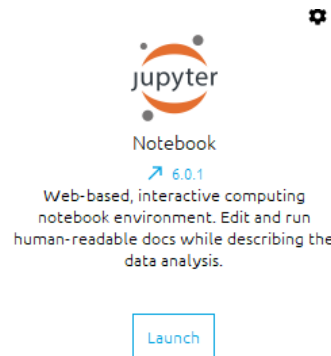 jupyter
Notebook
6.0.1
Web-based, interactive computing
notebook environment. Edit and run
human-readable docs while describing the
data analysis.
Launch